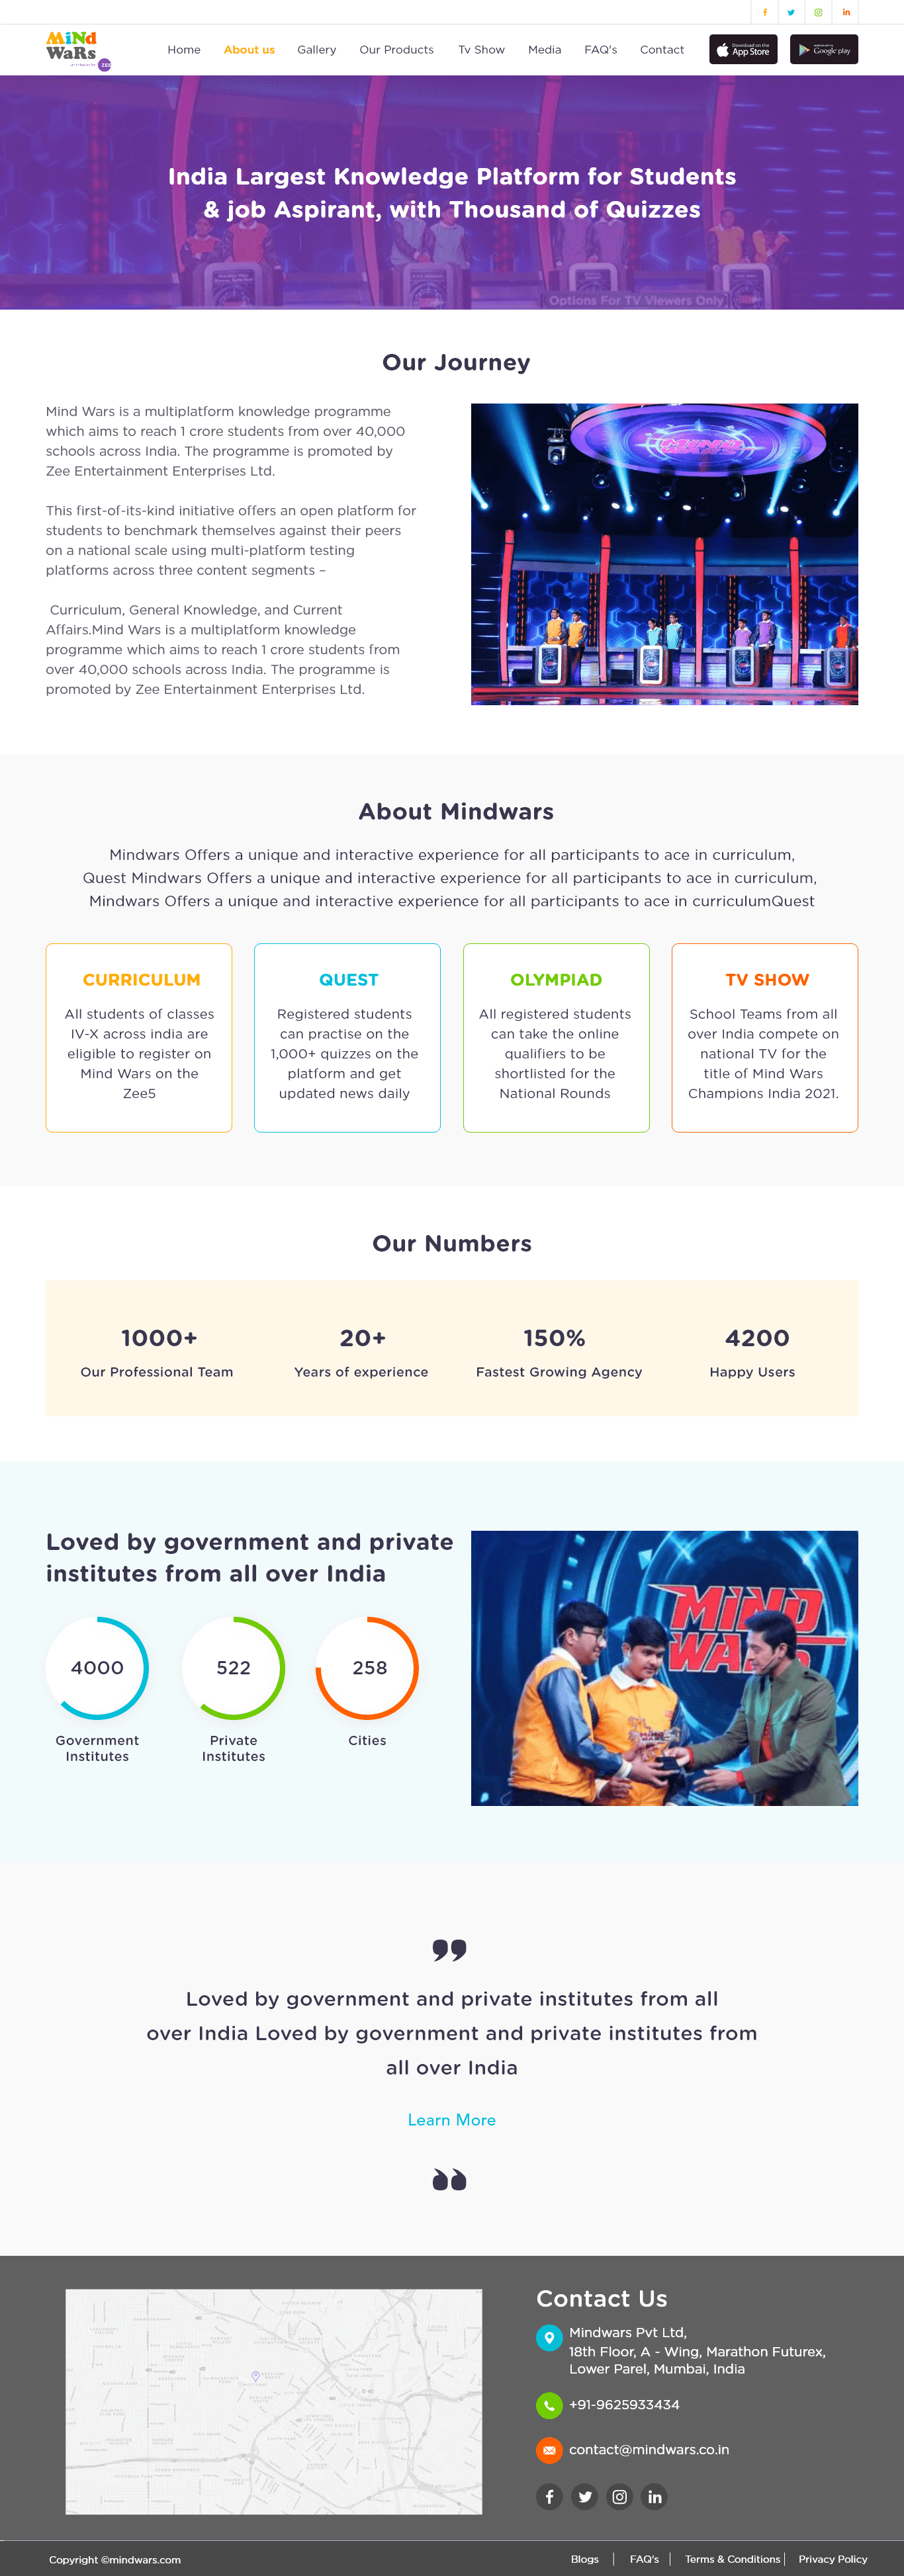 MiNd
WaRs
ZEE
Home About us Gallery Our Products Tv Show Media FAQ's Contact
Download on the
App Store
Google play
India Largest Knowledge Platform for Students
& job Aspirant, with Thousand of Quizzes
Options For TV Viewers Only
Our Journey
Mind Wars is a multiplatform knowledge programme
which aims to reach 1 crore students from over 40,000
schools across India. The programme is promoted by
Zee Entertainment Enterprises Ltd.
This first-of-its-kind initiative offers an open platform for
students to benchmark themselves against their peers
on a national scale using multi-platform testing
platforms across three content segments –
Curriculum, General Knowledge, and Current
Affairs.Mind Wars is a multiplatform knowledge
programme which aims to reach 1 crore students from
over 40,000 schools across India. The programme is
promoted by Zee Entertainment Enterprises Ltd.
About Mindwars
Mindwars Offers a unique and interactive experience for all participants to ace in curriculum,
Quest Mindwars Offers a unique and interactive experience for all participants to ace in curriculum,
Mindwars Offers a unique and interactive experience for all participants to ace in curriculumQuest
CURRICULUM
All students of classes
IV-X across india are
eligible to register on
Mind Wars on the
Zee5
QUEST
Registered students
can practise on the
1,000+ quizzes on the
platform and get
updated news daily
OLYMPIAD
All registered students
can take the online
qualifiers to be
shortlisted for the
National Rounds
TV SHOW
School Teams from all
over India compete on
national TV for the
title of Mind Wars
Champions India 2021.
Our Numbers
1000+
Our Professional Team
20+
Years of experience
150%
Fastest Growing Agency
4200
Happy Users
Loved by government and private
institutes from all over India
4000
Government
Institutes
522
Private
Institutes
258
Cities
MIND
WARS
❞
Loved by government and private institutes from all
over India Loved by government and private institutes from
all over India
Learn More
❝
Contact Us
Mindwars Pvt Ltd,
18th Floor, A - Wing, Marathon Futurex,
Lower Parel, Mumbai, India
+91-9625933434
contact@mindwars.co.in
Copyright ©mindwars.com
Blogs | FAQ's | Terms & Conditions | Privacy Policy